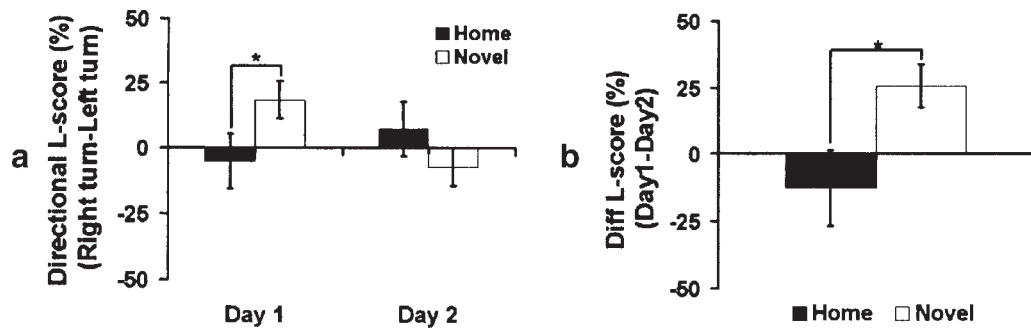 a
Directional L-score (%)
(Right turn-Left turn)
50
25
0
-25
-50
*
Home
Novel
Day 1
Day 2
b
Diff L-score (%)
(Day1-Day2)
50
25
0
-25
-50
*
Home
Novel